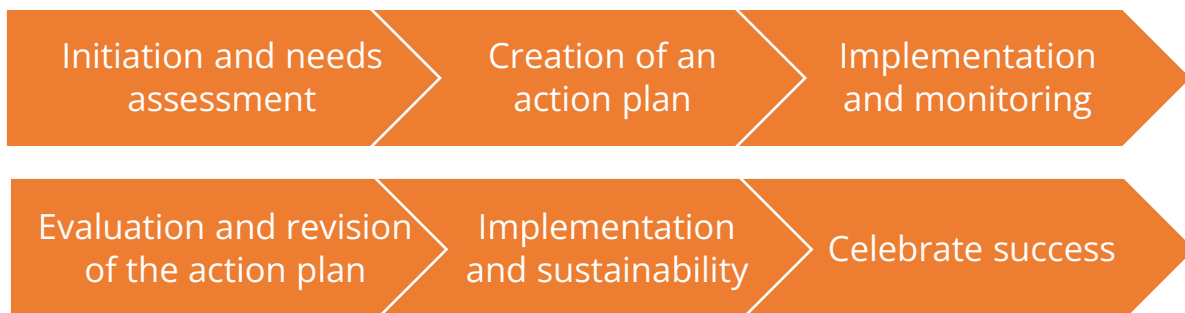 Initiation and needs
assessment
Creation of an
action plan
Implementation
and monitoring
Evaluation and revision
of the action plan
Implementation
and sustainability
Celebrate success